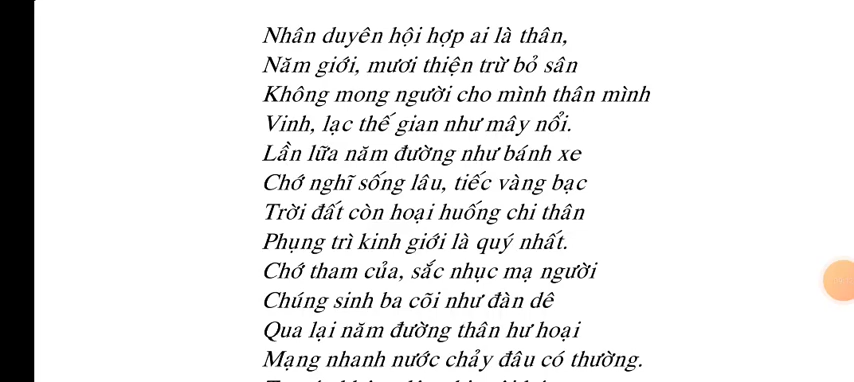 Nhân duyên hội hợp ai là thân,
Năm giới, mươi thiện trừ bỏ sân
Không mong người cho mình thân mình
Vinh, lạc thế gian như mây nổi.
Lần lữa năm đường như bánh xe
Chớ nghĩ sống lâu, tiếc vàng bạc
Trời đất còn hoại huống chi thân
Phụng trì kinh giới là quý nhất.
Chớ tham của, sắc nhục mạ người
Chúng sinh ba cõi như đàn dê
Qua lại năm đường thân hư hoại
Mạng nhanh nước chảy đâu có thường.